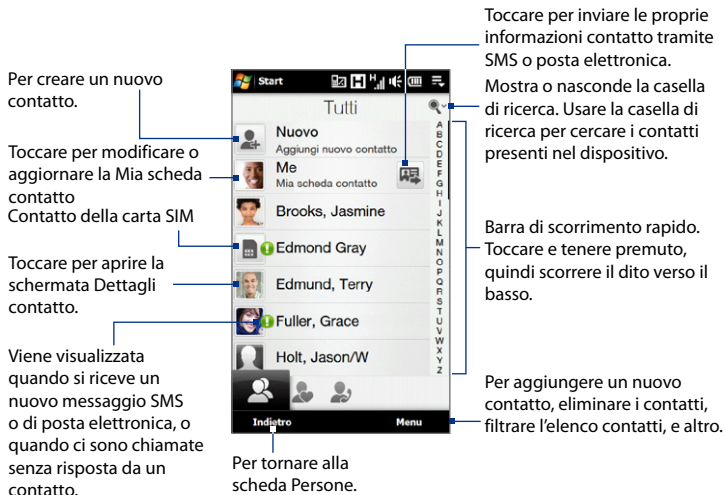 Toccare per inviare le proprie
informazioni contatto tramite
SMS o posta elettronica.
Mostra o nasconde la casella
di ricerca. Usare la casella di
ricerca per cercare i contatti
presenti nel dispositivo.
Barra di scorrimento rapido.
Toccare e tenere premuto,
quindi scorrere il dito verso il
basso.
Per aggiungere un nuovo
contatto, eliminare i contatti,
filtrare l'elenco contatti, e altro.
Per creare un nuovo
contatto.
Toccare per modificare o
aggiornare la Mia scheda
contatto
Contatto della carta SIM
Toccare per aprire la
schermata Dettagli
contatto.
Viene visualizzata
quando si riceve un
nuovo messaggio SMS
o di posta elettronica, o
quando ci sono chiamate
senza risposta da un
contatto.
Start
H
H
Tutti
Nuovo
Aggiungi nuovo contatto
Me
Mia scheda contatto
Brooks, Jasmine
Edmond Gray
Edmund, Terry
Fuller, Grace
Holt, Jason/W
A
B
C
D
E
F
G
H
I
J
K
L
M
N
O
P
Q
R
S
T
U
V
W
X
Y
Z
Indietro
Menu
Per tornare alla
scheda Persone.